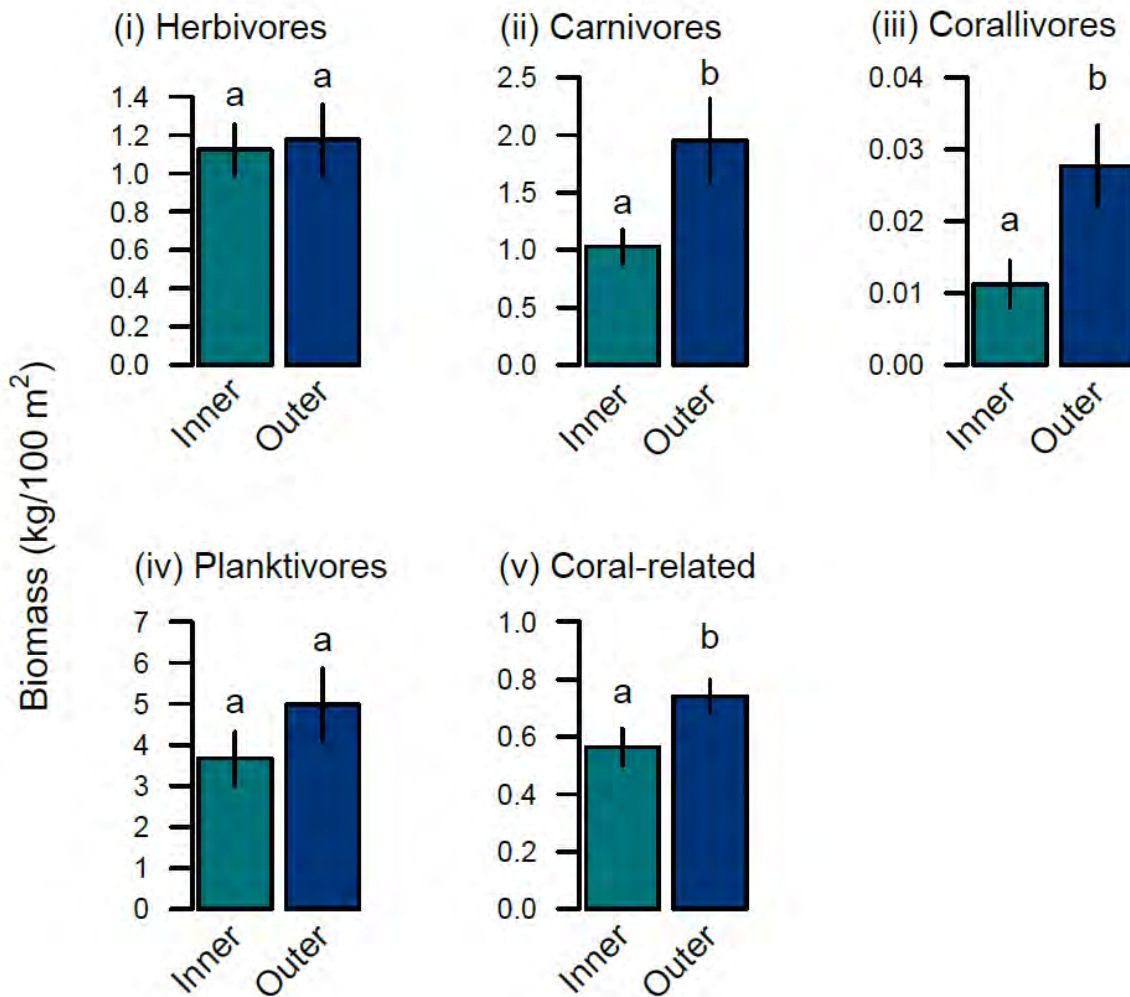 (i) Herbivores
1.4
1.2
1.0
0.8
0.6
0.4
0.2
0.0
a
a
Inner
Outer
(ii) Carnivores
2.5
2.0
1.5
1.0
0.5
0.0
a
b
Inner
Outer
(iii) Corallivores
0.04
0.03
0.02
0.01
0.00
a
b
Inner
Outer
Biomass (kg/100 m²)
(iv) Planktivores
7
6
5
4
3
2
1
0
a
a
Inner
Outer
(v) Coral-related
1.0
0.8
0.6
0.4
0.2
0.0
a
b
Inner
Outer